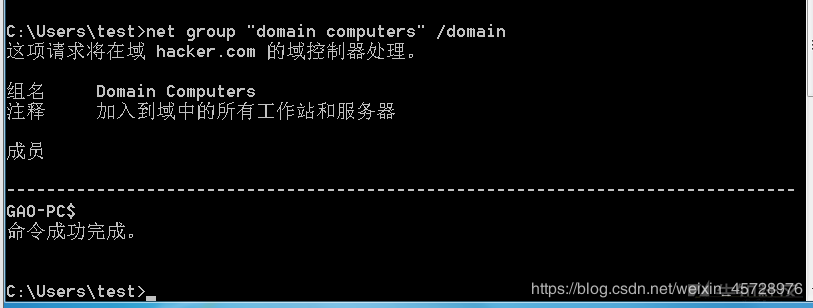 C:\Users\test>net group "domain computers" /domain
这项请求将在域 hacker.com 的域控制器处理。
组名     Domain Computers
注释     加入到域中的所有工作站和服务器
成员
-------------------------------------------------------------------------------
GAO-PC$
命令成功完成。
C:\Users\test>
https://blog.csdn.net/weixin_45728976